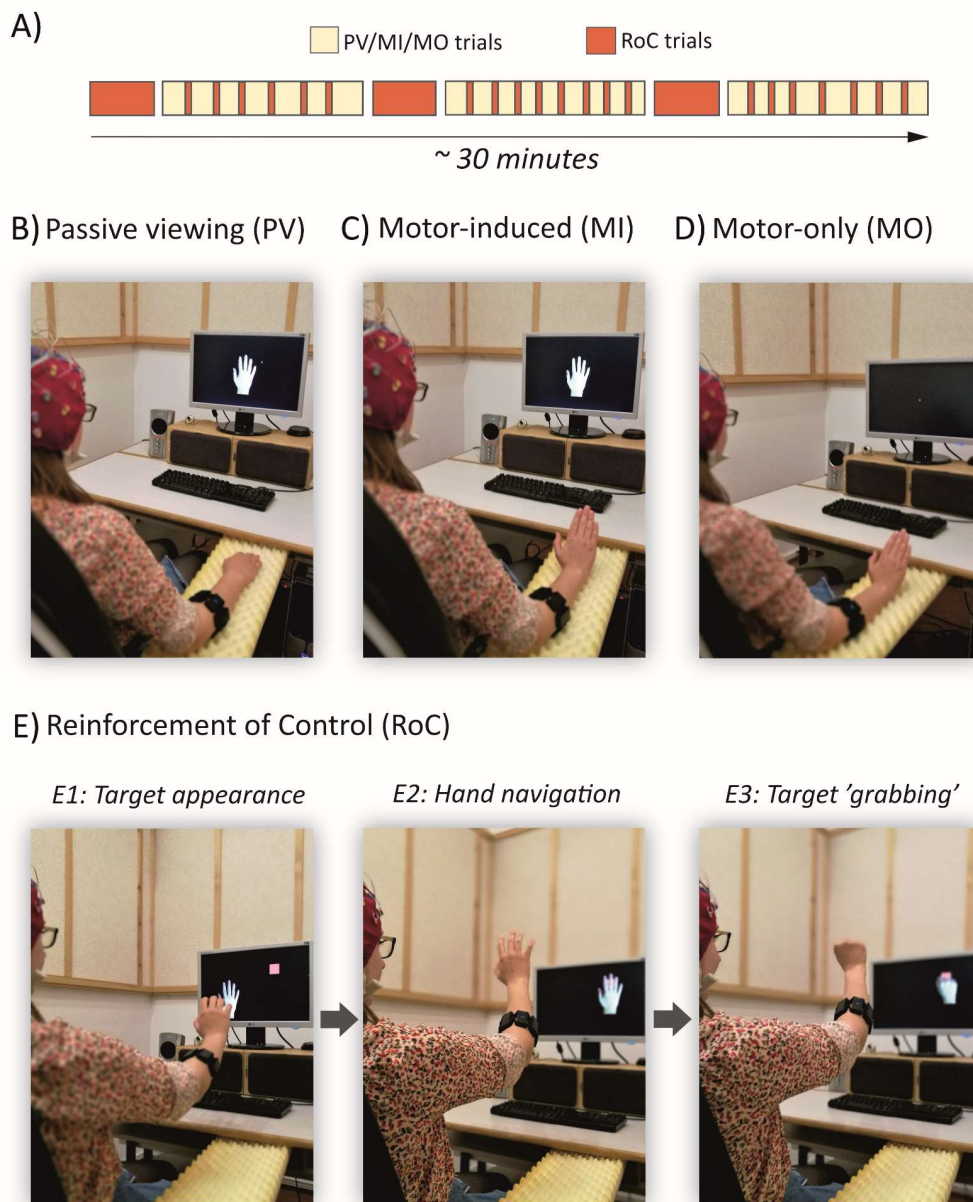 A)
PV/MI/MO trials RoC trials
~ 30 minutes
B) Passive viewing (PV) C) Motor-induced (MI) D) Motor-only (MO)
E) Reinforcement of Control (RoC)
E1: Target appearance E2: Hand navigation E3: Target ’grabbing’